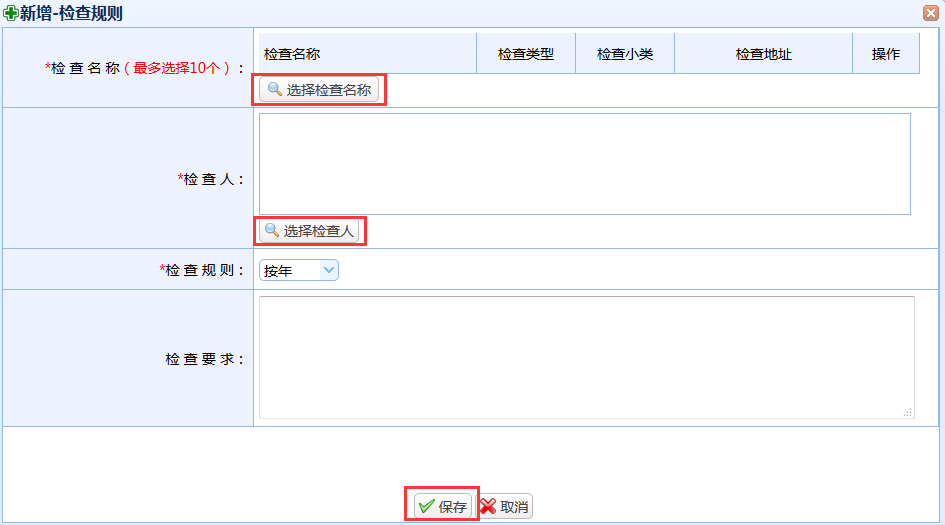 新增-检查规则
*检 查 名 称（最多选择10个）：
检查名称 检查类型 检查小类 检查地址 操作
选择检查名称
*检 查 人：
选择检查人
*检 查 规 则： 按年
检 查 要 求：
保存 取消